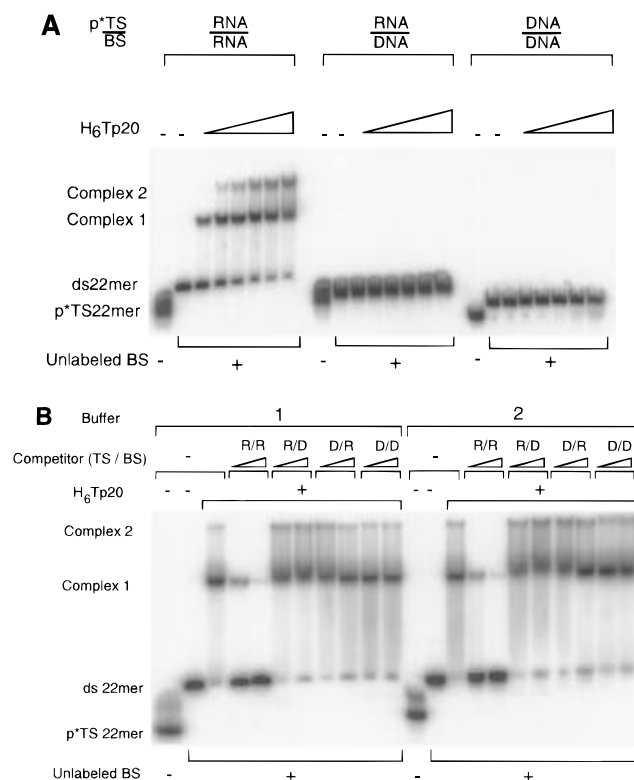 A
p*TS RNA RNA DNA
BS RNA DNA DNA
H6Tp20 - - - - - -
Complex 2
Complex 1
ds22mer
p*TS22mer
Unlabeled BS - + - + - +
B
Buffer 1 2
- R/R R/D D/R D/D - R/R R/D D/R D/D
Competitor (TS / BS)
H6Tp20 - - + - - +
Complex 2
Complex 1
ds 22mer
p*TS 22mer
Unlabeled BS - + - +